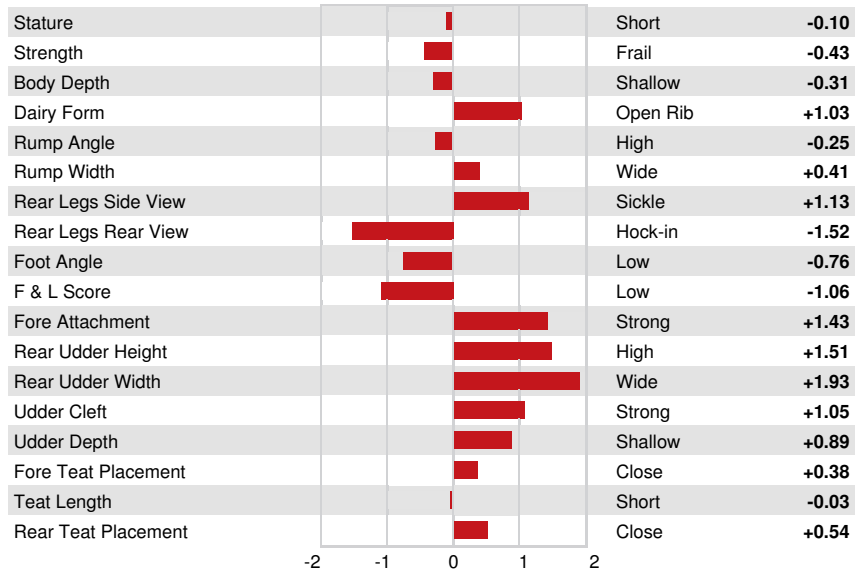 Stature Short -0.10
Strength Frail -0.43
Body Depth Shallow -0.31
Dairy Form Open Rib +1.03
Rump Angle High -0.25
Rump Width Wide +0.41
Rear Legs Side View Sickle +1.13
Rear Legs Rear View Hock-in -1.52
Foot Angle Low -0.76
F & L Score Low -1.06
Fore Attachment Strong +1.43
Rear Udder Height High +1.51
Rear Udder Width Wide +1.93
Udder Cleft Strong +1.05
Udder Depth Shallow +0.89
Fore Teat Placement Close +0.38
Teat Length Short -0.03
Rear Teat Placement Close +0.54
-2 -1 0 1 2